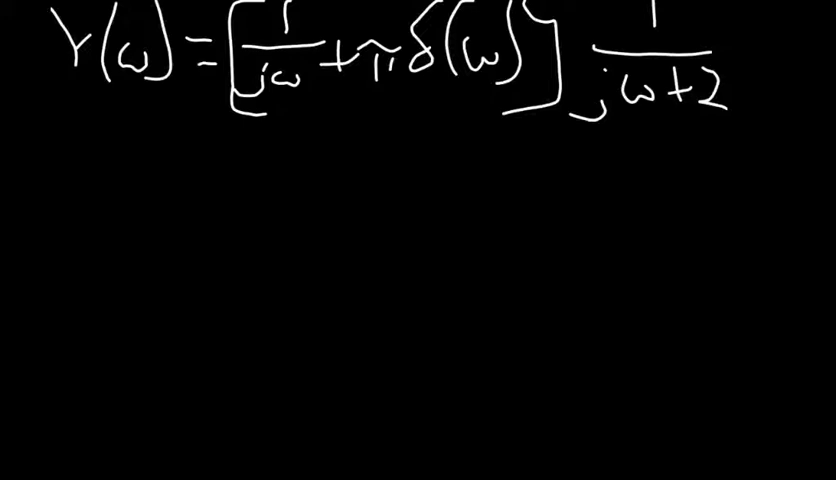 Y(ω) = [1/jω + πδ(ω)] 1/jω+2